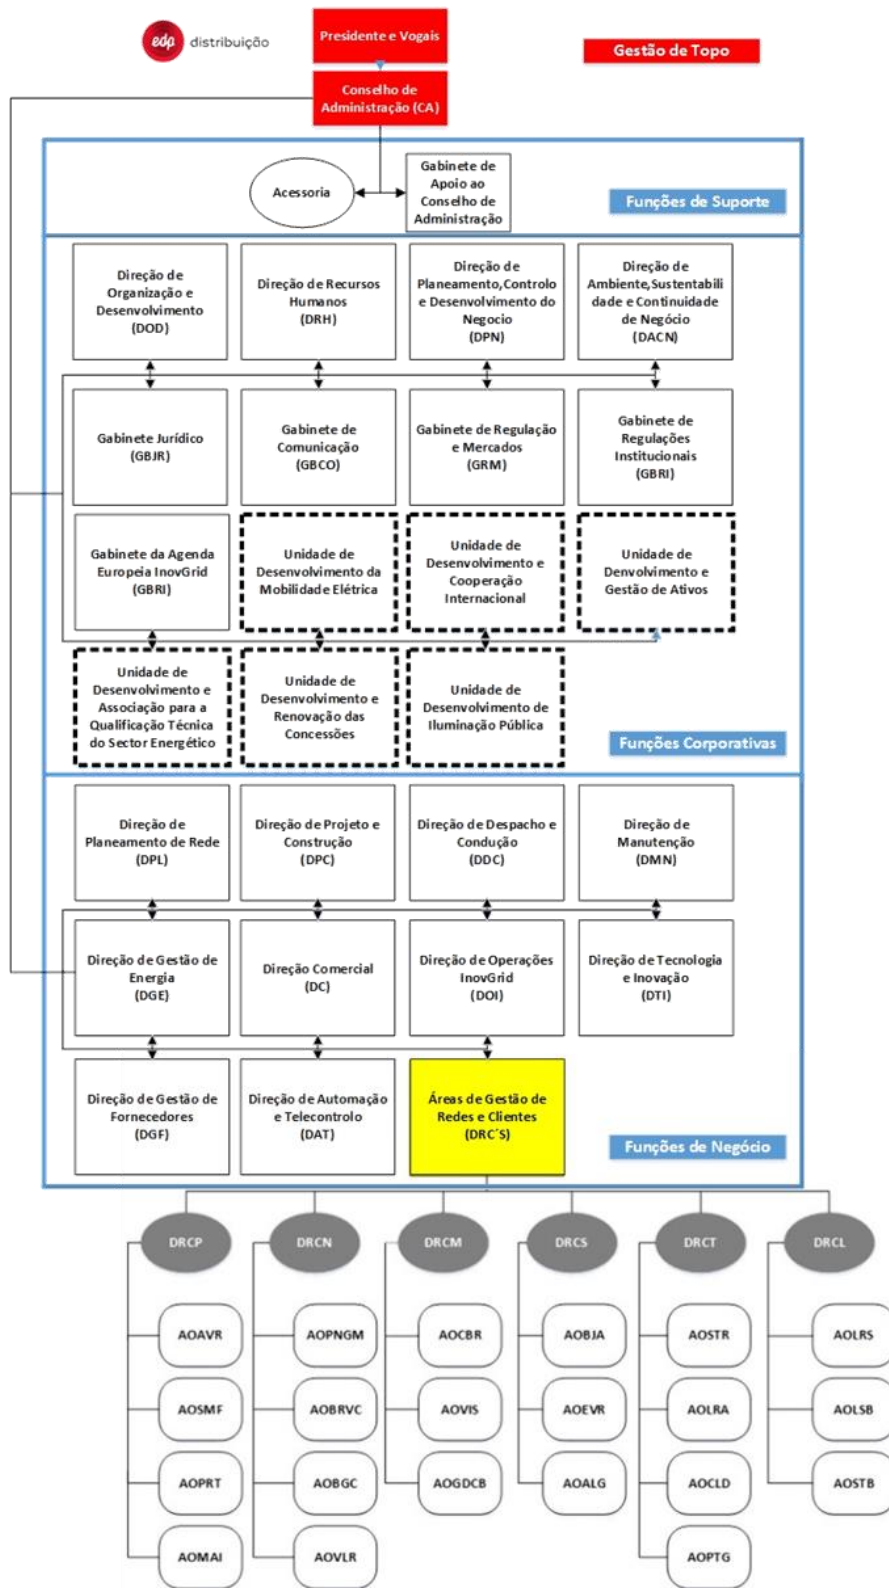 edp distribuição
Presidente e Vogais
Gestão de Topo
Conselho de
Administração (CA)
Acessoria
Gabinete de
Apoio ao
Conselho de
Administração
Funções de Suporte
Direção de
Organização e
Desenvolvimento
(DOD)
Direção de Recursos
Humanos
(DRH)
Direção de
Planeamento,Controlo
e Desenvolvimento do
Negocio
(DPN)
Direção de
Ambiente,Sustentabili
dade e Continuidade
de Negócio
(DACN)
Gabinete Jurídico
(GBJR)
Gabinete de
Comunicação
(GBCO)
Gabinete de Regulação
e Mercados
(GRM)
Gabinete de
Regulações
Institucionais
(GBRI)
Gabinete da Agenda
Europeia InovGrid
(GBRI)
Unidade de
Desenvolvimento da
Mobilidade Elétrica
Unidade de
Desenvolvimento e
Cooperação
Internacional
Unidade de
Denvolvimento e
Gestão de Ativos
Unidade de
Desenvolvimento e
Associação para a
Qualificação Técnica
do Sector Energético
Unidade de
Desenvolvimento e
Renovação das
Concessões
Unidade de
Desenvolvimento de
Iluminação Pública
Funções Corporativas
Direção de
Planeamento de Rede
(DPL)
Direção de Projeto e
Construção
(DPC)
Direção de Despacho e
Condução
(DDC)
Direção de
Manutenção
(DMN)
Direção de Gestão de
Energia
(DGE)
Direção Comercial
(DC)
Direção de Operações
InovGrid
(DOI)
Direção de Tecnologia
e Inovação
(DTI)
Direção de Gestão de
Fornecedores
(DGF)
Direção de Automação
e Telecontrolo
(DAT)
Áreas de Gestão de
Redes e Clientes
(DRC´S)
Funções de Negócio
DRCP
DRCN
DRCM
DRCS
DRCT
DRCL
AOAVR
AOPNGM
AOCBR
AOBJA
AOSTR
AOLRS
AOSMF
AOBRVC
AOVIS
AOEVR
AOLRA
AOLSB
AOPRT
AOBGC
AOGDCB
AOALG
AOCLD
AOSTB
AOMAI
AOVLR
AOPTG